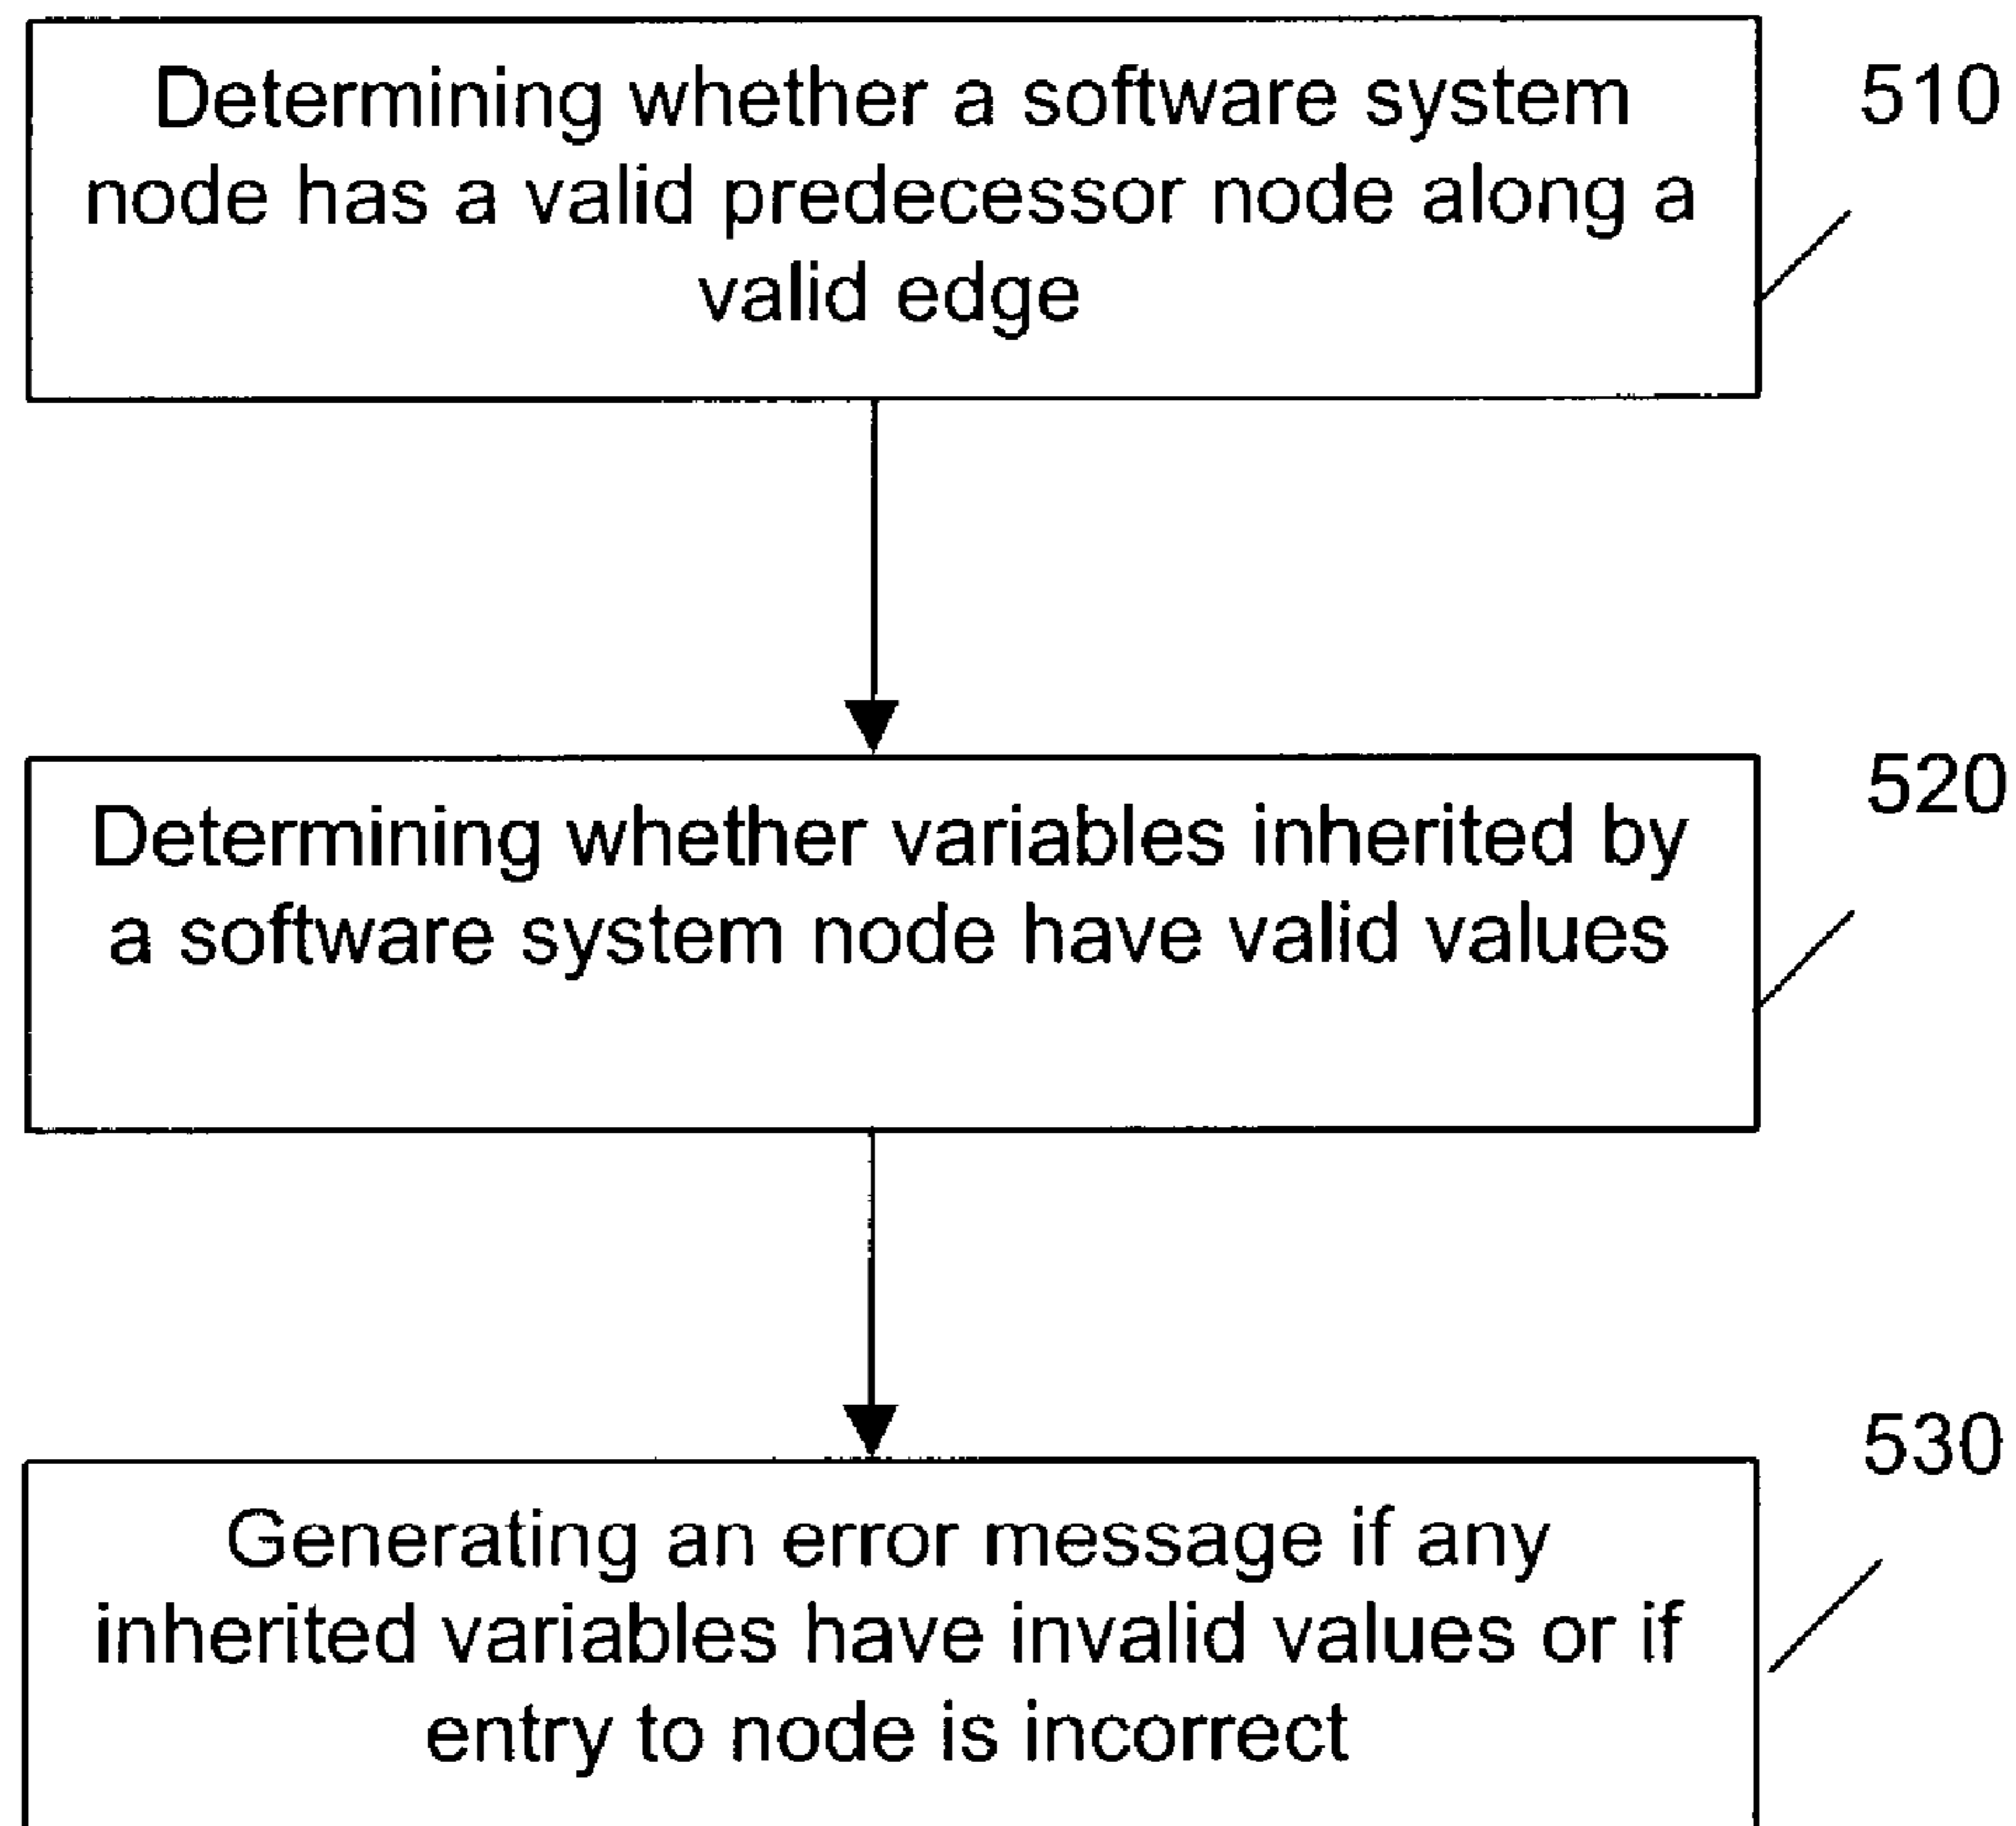 Determining whether a software system
510
node has a valid predecessor node along a
valid edge
520
Determining whether variables inherited by
a software system node have valid values
530
Generating an error message if any
inherited variables have invalid values or if
entry to node is incorrect